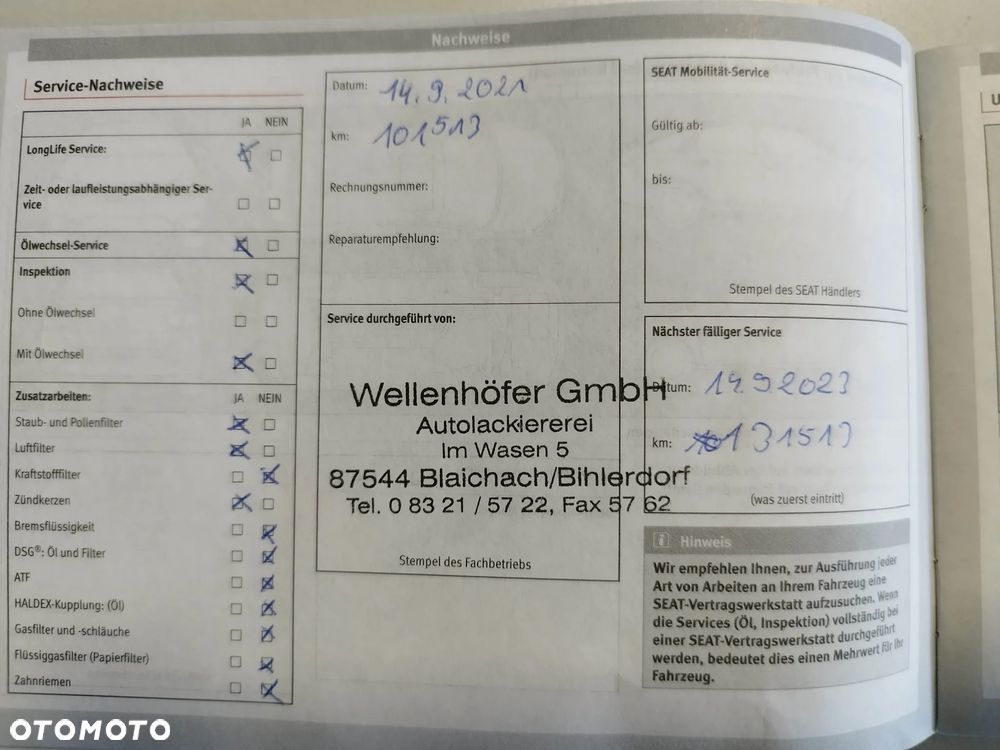 Nachweise
Service-Nachweise
JA NEIN
LongLife Service:
Zeit- oder laufleistungsabhängiger Ser-
vice
Ölwechsel-Service
Inspektion
Ohne Ölwechsel
Mit Ölwechsel
Zusatzarbeiten: JA NEIN
Staub- und Pollenfilter
Luftfilter
Kraftstofffilter
Zündkerzen
Bremsflüssigkeit
DSG®: Öl und Filter
ATF
HALDEX-Kupplung: (Öl)
Gasfilter und -schläuche
Flüssiggasfilter (Papierfilter)
Zahnriemen
Datum: 14.9.2021
km: 101513
Rechnungsnummer:
Reparaturempfehlung:
Service durchgeführt von:
Wellenhöfer GmbH
Autolackiererei
Im Wasen 5
87544 Blaichach/Bihlerdorf
Tel. 0 83 21 / 57 22, Fax 57 62
Stempel des Fachbetriebs
SEAT Mobilität-Service
Gültig ab:
bis:
Stempel des SEAT Händlers
Nächster fälliger Service
Datum: 14.9.2023
km: 131513
(was zuerst eintritt)
i Hinweis
Wir empfehlen Ihnen, zur Ausführung jeder
Art von Arbeiten an Ihrem Fahrzeug eine
SEAT-Vertragswerkstatt aufzusuchen. Wenn
die Services (Öl, Inspektion) vollständig bei
einer SEAT-Vertragswerkstatt durchgeführt
werden, bedeutet dies einen Mehrwert für Ihr
Fahrzeug.
U
OTOMOTO